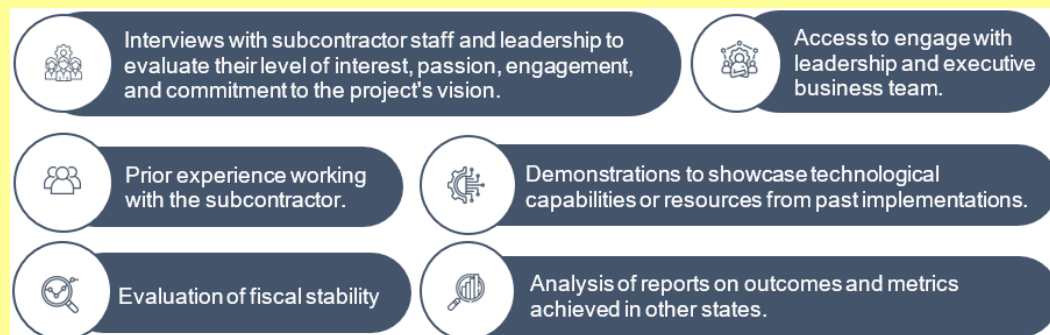 Interviews with subcontractor staff and leadership to
evaluate their level of interest, passion, engagement,
and commitment to the project's vision.
Access to engage with
leadership and executive
business team.
Prior experience working
with the subcontractor.
Demonstrations to showcase technological
capabilities or resources from past implementations.
Evaluation of fiscal stability
Analysis of reports on outcomes and metrics
achieved in other states.